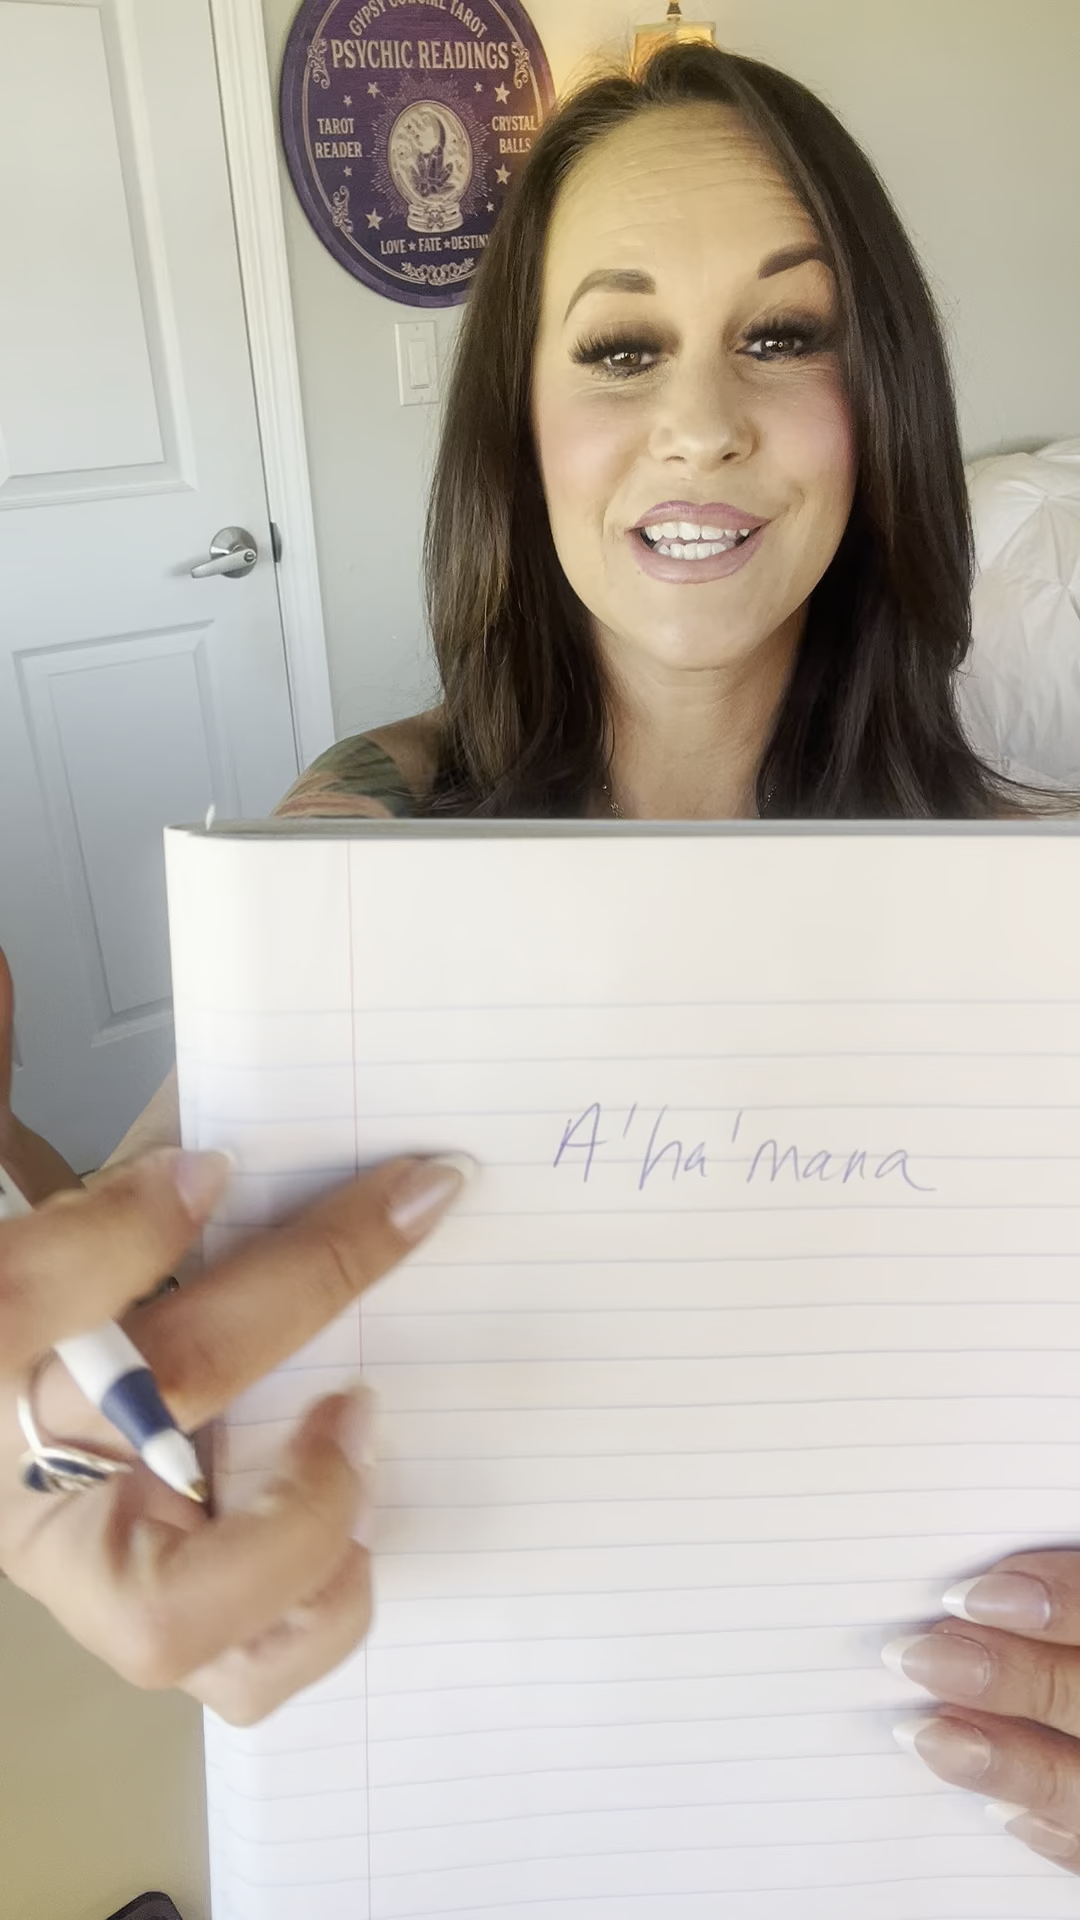 GYPSY COWGIRL TAROT
PSYCHIC READINGS
TAROT
READER
CRYSTAL
BALLS
LOVE ★ FATE ★ DESTINY
A'ha'mana